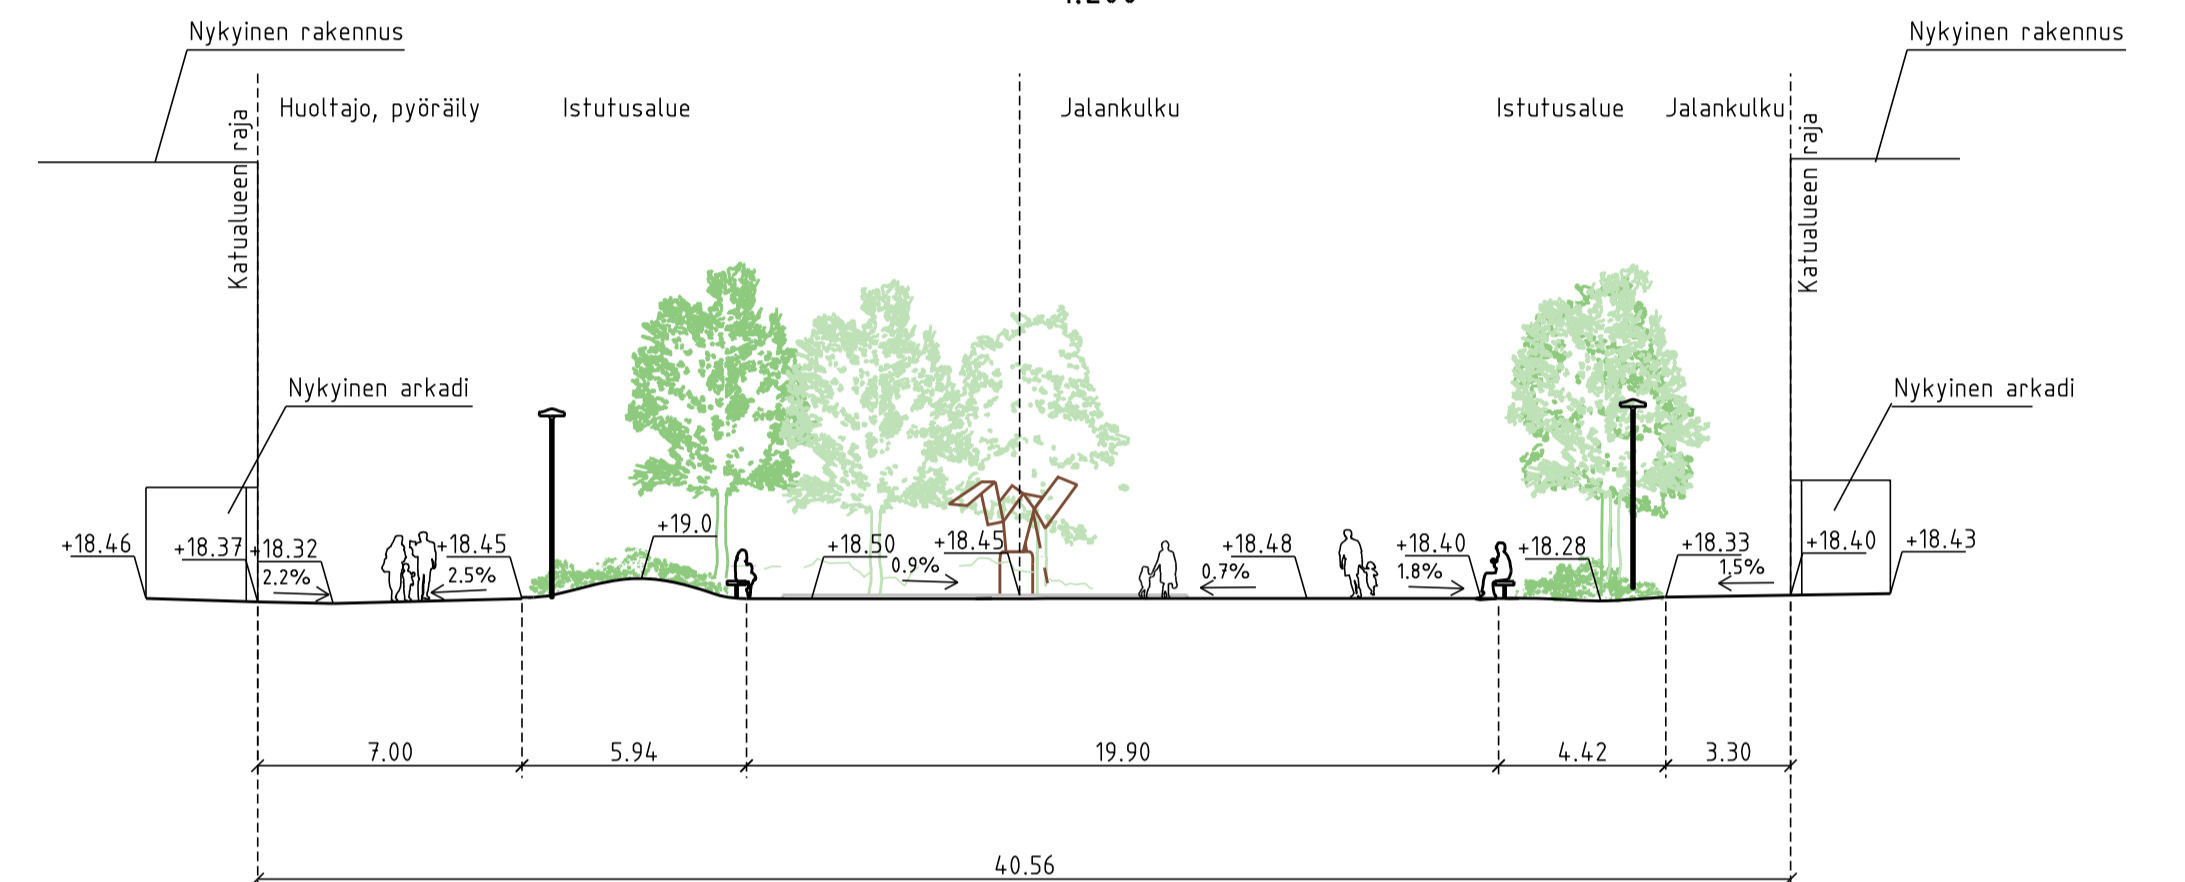 Nykyinen rakennus
Nykyinen rakennus
Huoltajo, pyöräily
Istutusalue
Jalankulku
Istutusalue
Jalankulku
Katualueen raja
Katualueen raja
Nykyinen arkadi
Nykyinen arkadi
+18.46
+18.37
+18.32
+18.45
+19.0
+18.50
+18.45
+18.48
+18.40
+18.28
+18.33
+18.40
+18.43
2.2%
2.5%
0.9%
0.7%
1.8%
1.5%
7.00
5.94
19.90
4.42
3.30
40.56